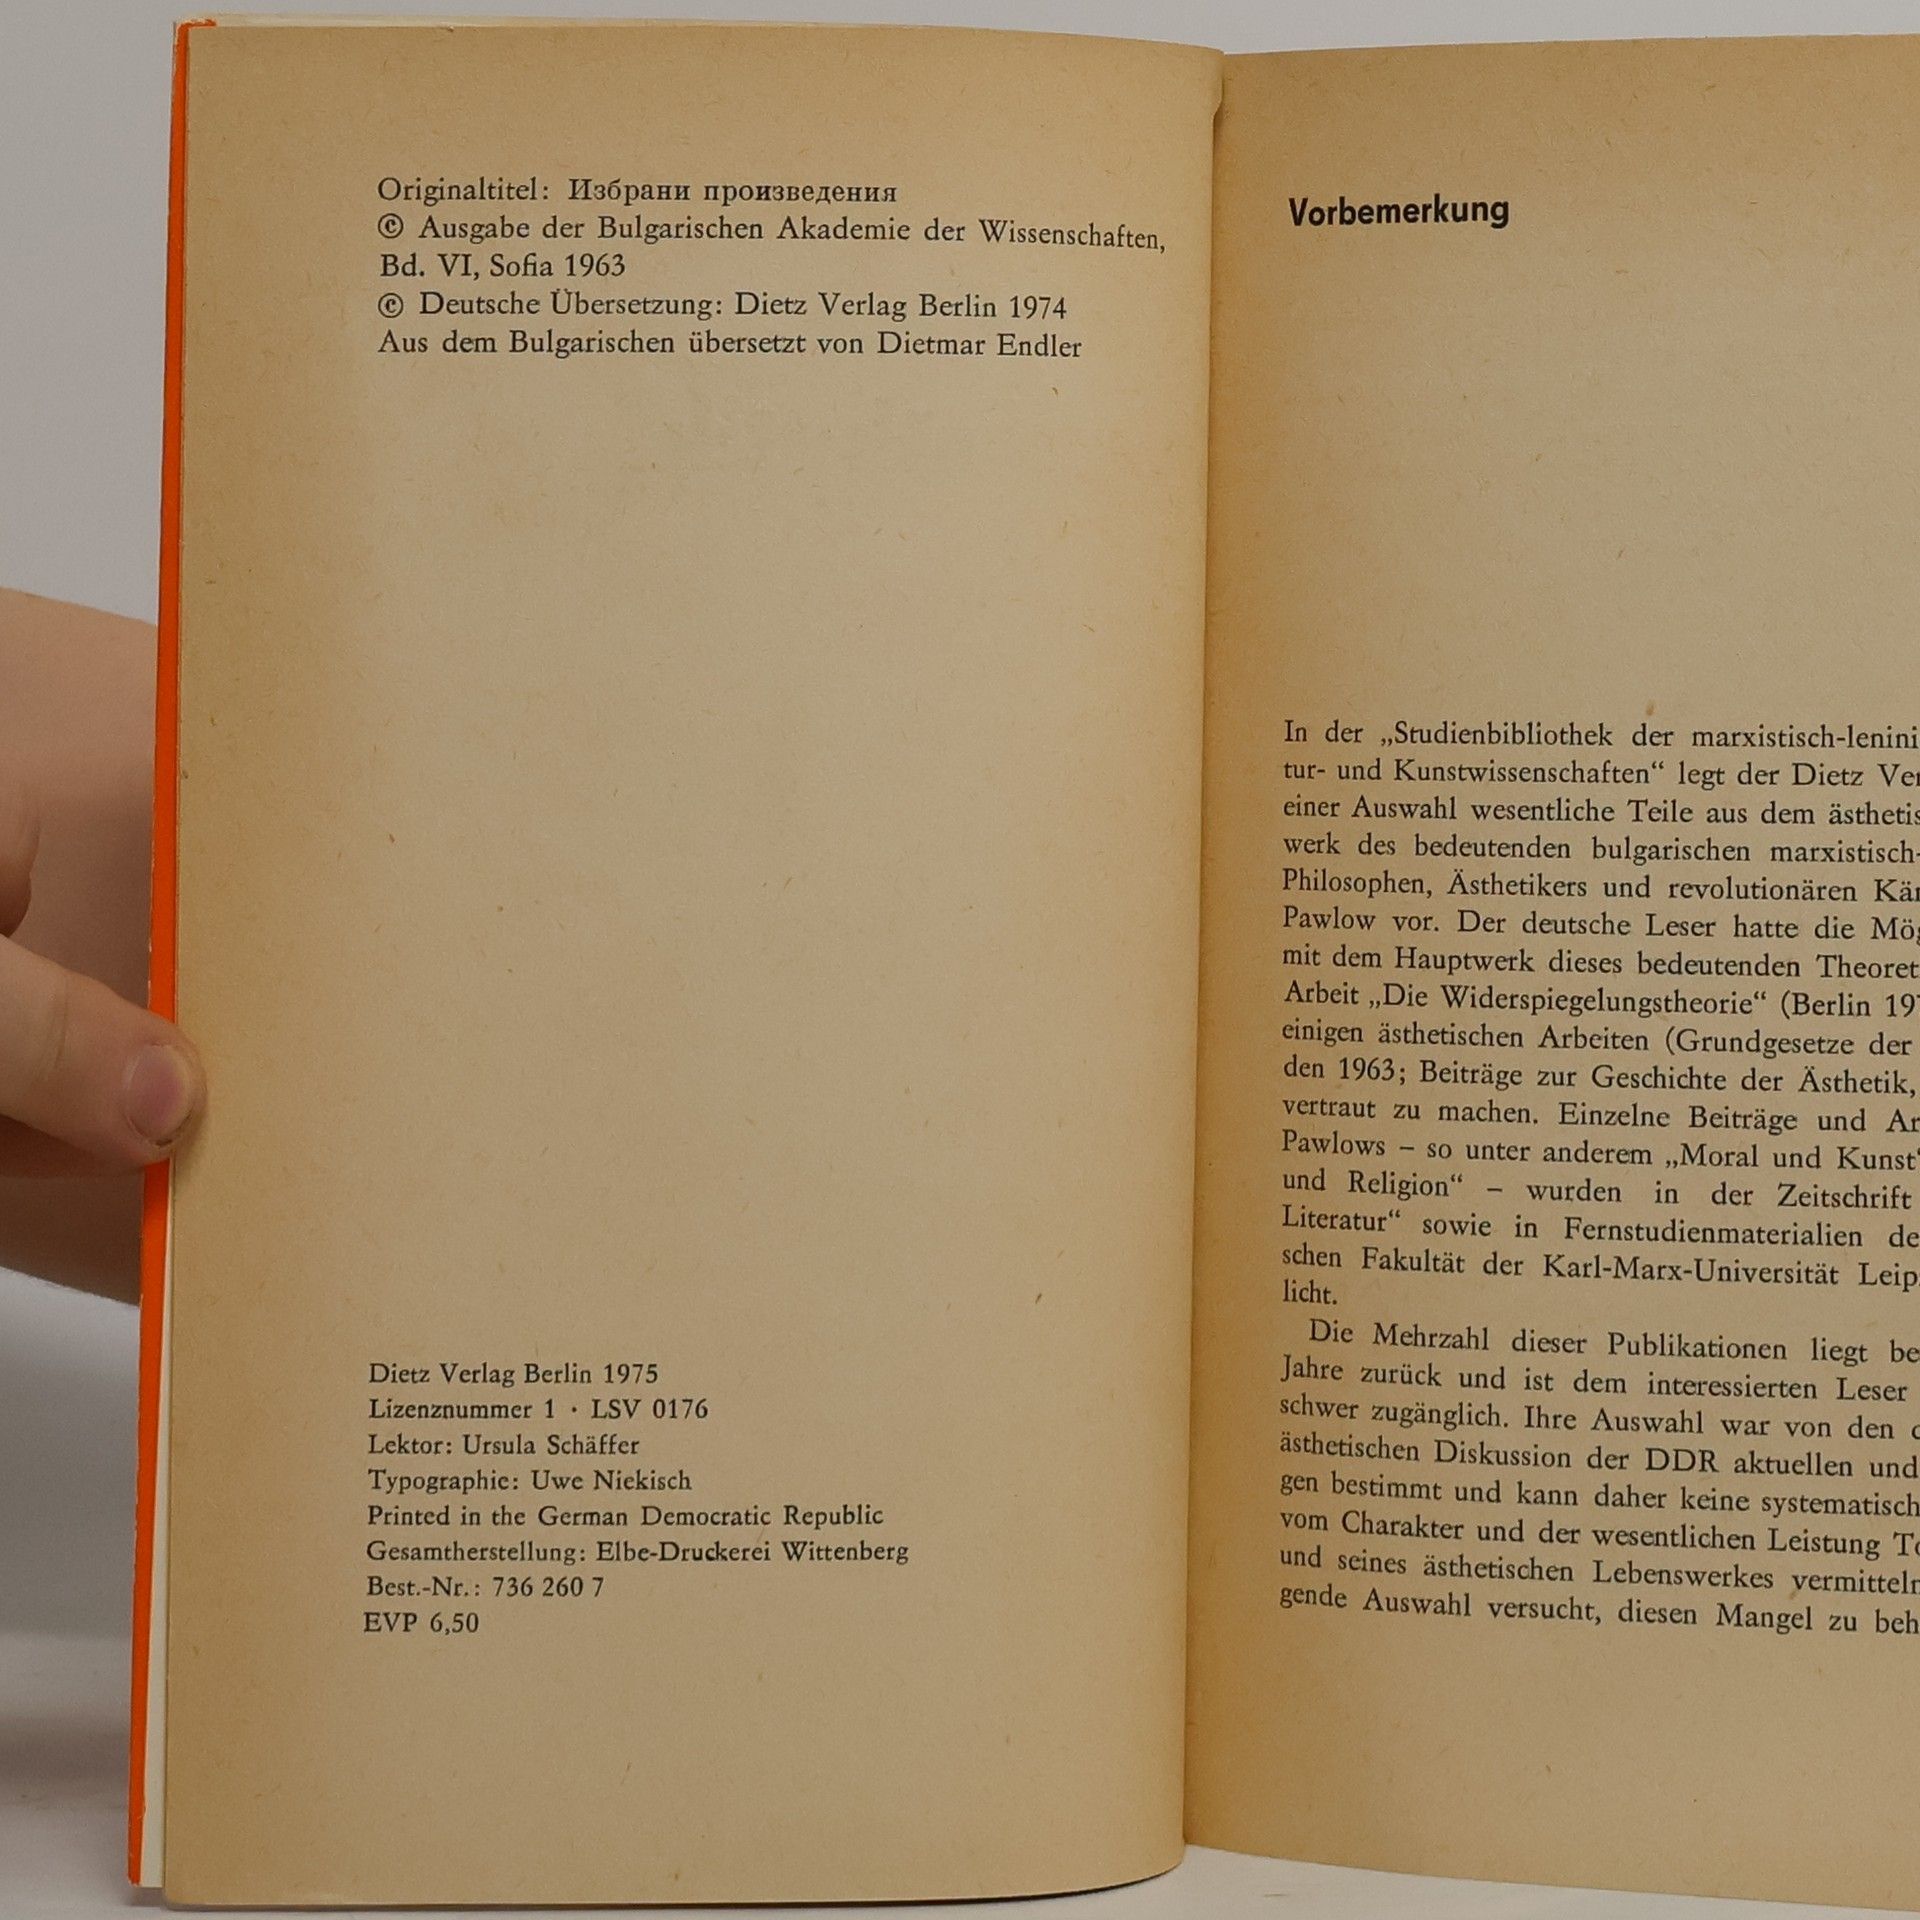 Originaltitel: Избрани произведения
© Ausgabe der Bulgarischen Akademie der Wissenschaften,
Bd. VI, Sofia 1963
© Deutsche Übersetzung: Dietz Verlag Berlin 1974
Aus dem Bulgarischen übersetzt von Dietmar Endler
Dietz Verlag Berlin 1975
Lizenznummer 1 · LSV 0176
Lektor: Ursula Schäffer
Typographie: Uwe Niekisch
Printed in the German Democratic Republic
Gesamtherstellung: Elbe-Druckerei Wittenberg
Best.-Nr.: 736 260 7
EVP 6,50
Vorbemerkung
In der „Studienbibliothek der marxistisch-lenini
tur- und Kunstwissenschaften“ legt der Dietz Ver
einer Auswahl wesentliche Teile aus dem ästhetis
werk des bedeutenden bulgarischen marxistisch-
Philosophen, Ästhetikers und revolutionären Käm
Pawlow vor. Der deutsche Leser hatte die Mög
mit dem Hauptwerk dieses bedeutenden Theoret
Arbeit „Die Widerspiegelungstheorie“ (Berlin 197
einigen ästhetischen Arbeiten (Grundgesetze der
den 1963; Beiträge zur Geschichte der Ästhetik,
vertraut zu machen. Einzelne Beiträge und Ar
Pawlows – so unter anderem „Moral und Kunst“
und Religion“ – wurden in der Zeitschrift
Literatur“ sowie in Fernstudienmaterialien de
schen Fakultät der Karl-Marx-Universität Leip
licht.
Die Mehrzahl dieser Publikationen liegt be
Jahre zurück und ist dem interessierten Leser
schwer zugänglich. Ihre Auswahl war von den
ästhetischen Diskussion der DDR aktuellen und
gen bestimmt und kann daher keine systematisch
vom Charakter und der wesentlichen Leistung To
und seines ästhetischen Lebenswerkes vermitteln
gende Auswahl versucht, diesen Mangel zu beh